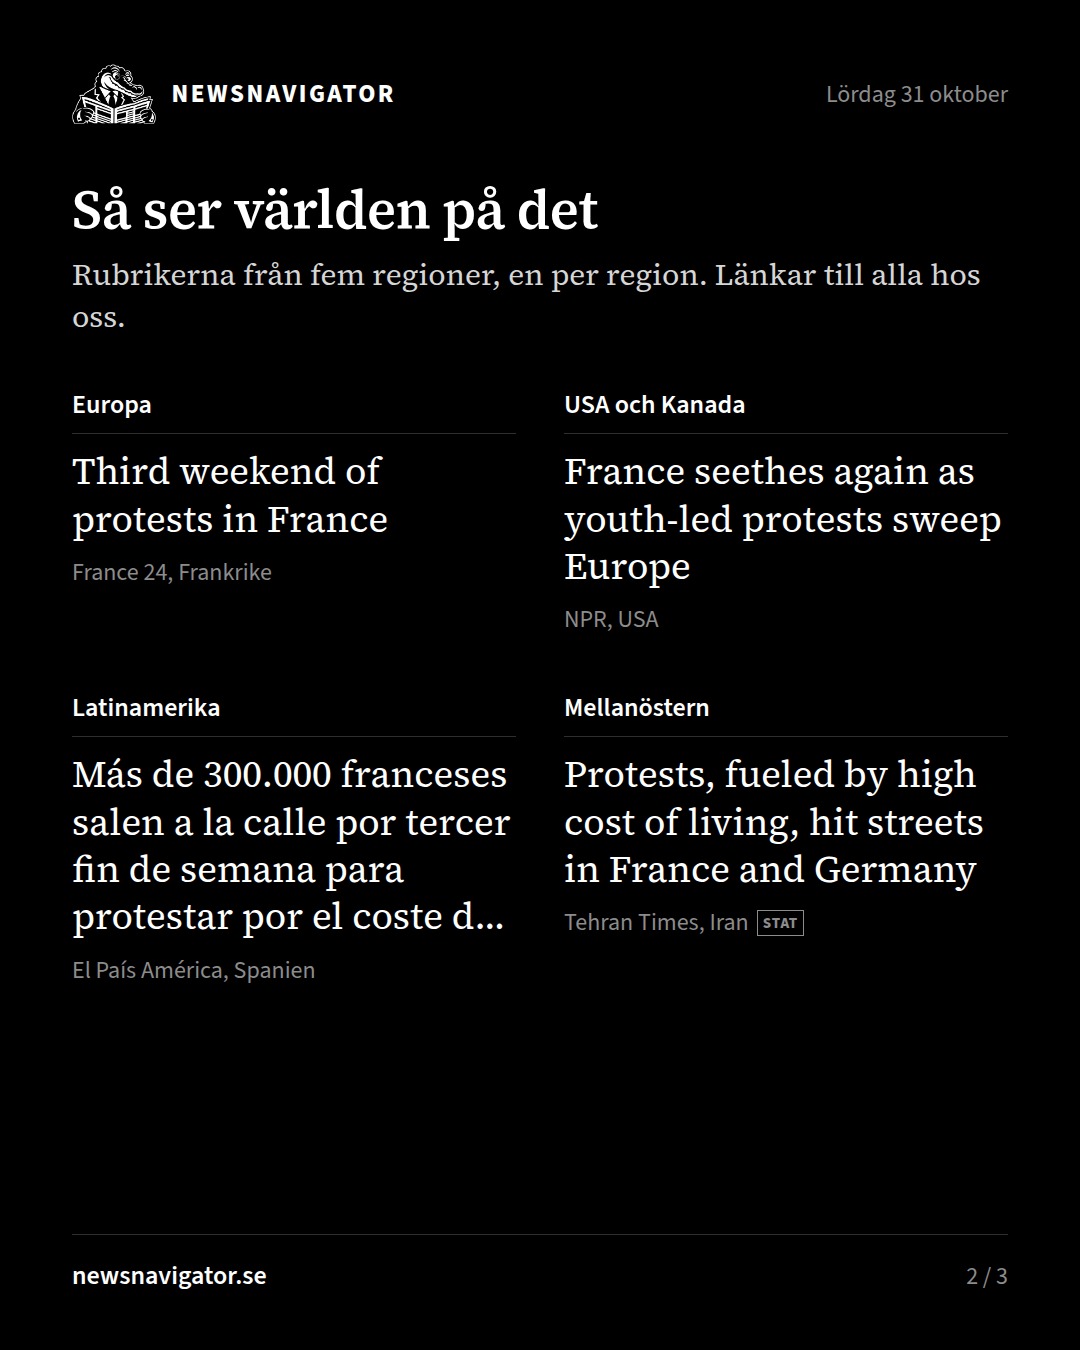 NEWSNAVIGATOR
Lördag 31 oktober
Så ser världen på det
Rubrikerna från fem regioner, en per region. Länkar till alla hos
oss.
Europa
Third weekend of
protests in France
France 24, Frankrike
USA och Kanada
France seethes again as
youth-led protests sweep
Europe
NPR, USA
Latinamerika
Más de 300.000 franceses
salen a la calle por tercer
fin de semana para
protestar por el coste d...
El País América, Spanien
Mellanöstern
Protests, fueled by high
cost of living, hit streets
in France and Germany
Tehran Times, Iran STAT
newsnavigator.se
2 / 3